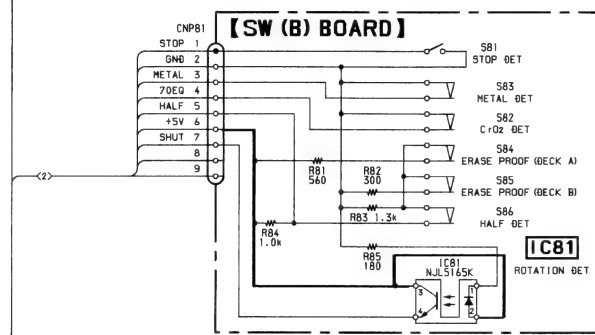 CNP81
【SW (B) BOARD】
STOP 1
GND 2
METAL 3
70EQ 4
HALF 5
+5V 6
SHUT 7
8
9
<2>
S81
STOP DET
S83
METAL DET
S82
CrO2 DET
S84
ERASE PROOF (DECK A)
S85
ERASE PROOF (DECK B)
S86
HALF DET
R81
560
R82
300
R83 1.3k
R84
1.0k
R85
180
IC81
ROTATION DET
IC81
NJL5165K
3
4
1
2